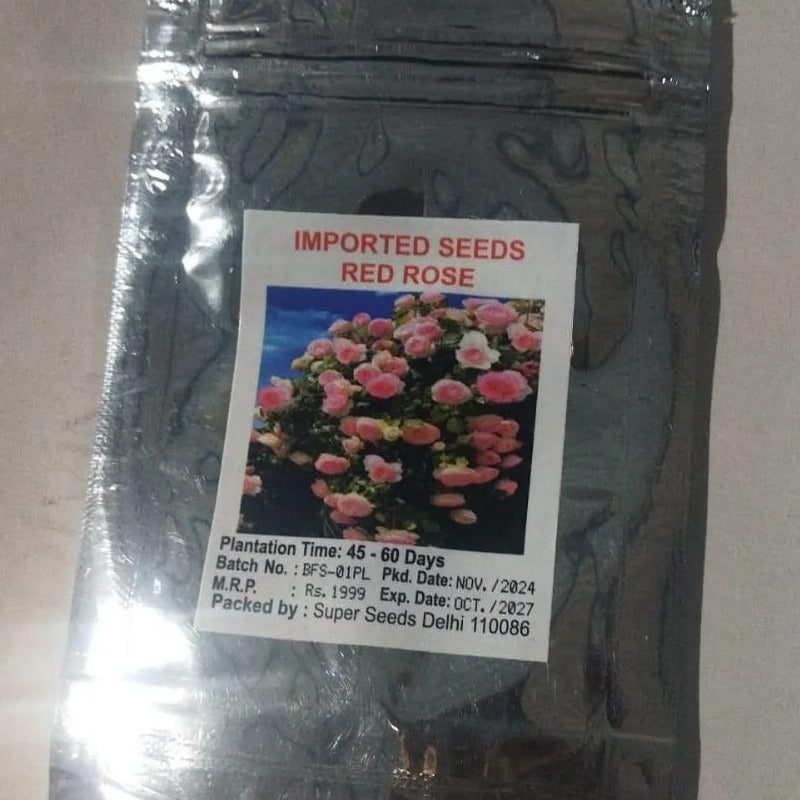 IMPORTED SEEDS
RED ROSE
Plantation Time: 45 - 60 Days
Batch No. : BFS-01PL Pkd. Date: NOV. /2024
M.R.P. : Rs. 1999 Exp. Date: OCT. /2027
Packed by : Super Seeds Delhi 110086